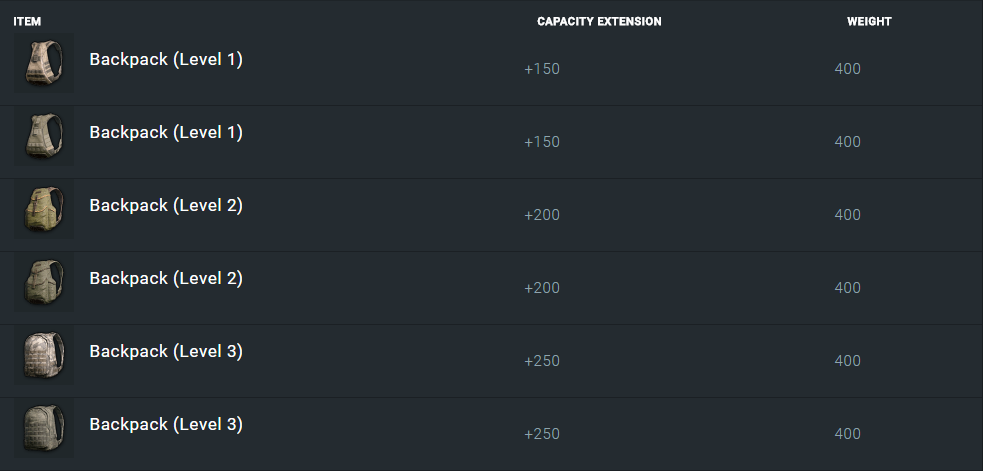 ITEM CAPACITY EXTENSION WEIGHT
Backpack (Level 1) +150 400
Backpack (Level 1) +150 400
Backpack (Level 2) +200 400
Backpack (Level 2) +200 400
Backpack (Level 3) +250 400
Backpack (Level 3) +250 400